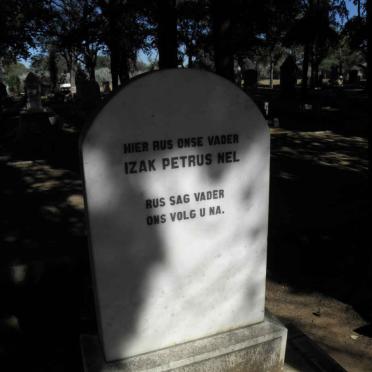 HIER RUS ONSE VADER
IZAK PETRUS NEL
RUS SAG VADER
ONS VOLG U NA.